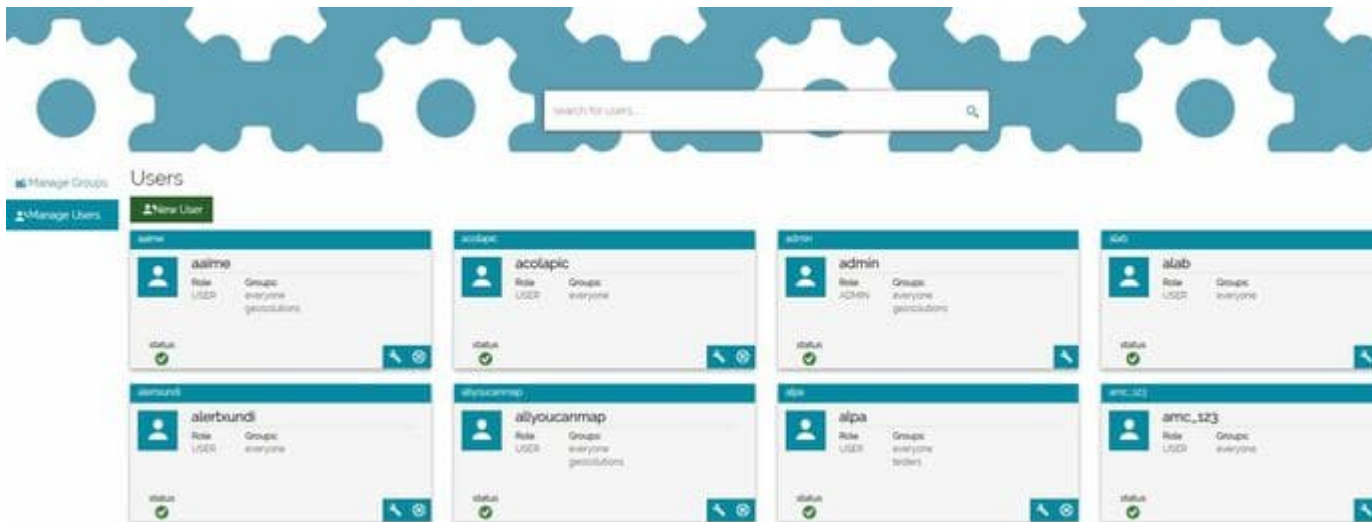 search for users...
Manage Groups
Users
Manage Users
New User
aaime
acolapic
admin
alab
aaime
acolapic
admin
alab
Role Groups:
Role Groups:
Role Groups:
Role Groups:
USER everyone
USER everyone
ADMIN everyone
USER everyone
geosolutions
geosolutions
status
status
status
status
alertxundi
allyoucanmap
alpa
amc_123
alertxundi
allyoucanmap
alpa
amc_123
Role Groups:
Role Groups:
Role Groups:
Role Groups:
USER everyone
USER everyone
USER everyone
USER everyone
geosolutions
testers
status
status
status
status